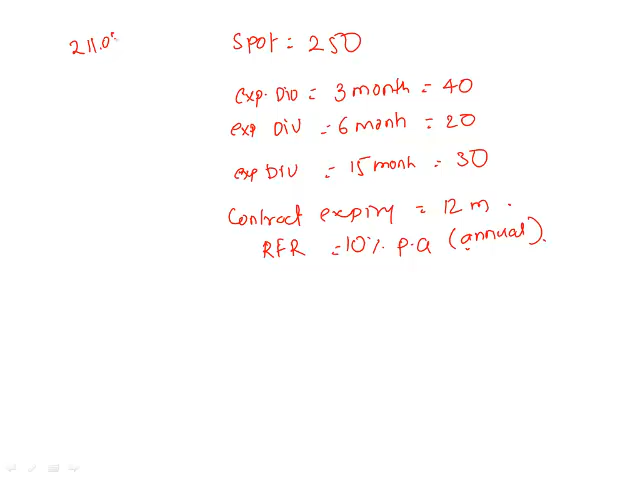 211.0
Spot = 250
exp. Div = 3 month = 40
exp Div = 6 month = 20
exp Div = 15 month = 30
Contract expiry = 12 m.
RFR = 10% p.a (annual).